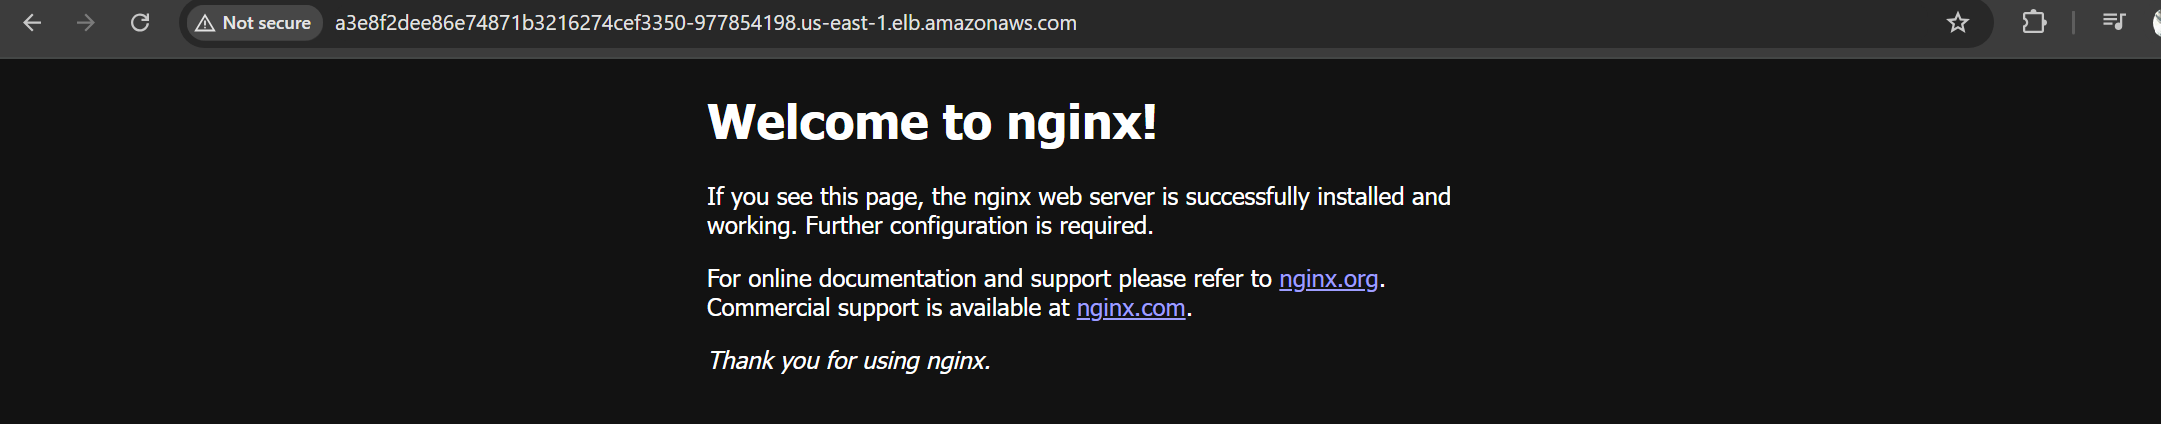 Not secure a3e8f2dee86e74871b3216274cef3350-977854198.us-east-1.elb.amazonaws.com
Welcome to nginx!
If you see this page, the nginx web server is successfully installed and
working. Further configuration is required.
For online documentation and support please refer to nginx.org.
Commercial support is available at nginx.com.
Thank you for using nginx.